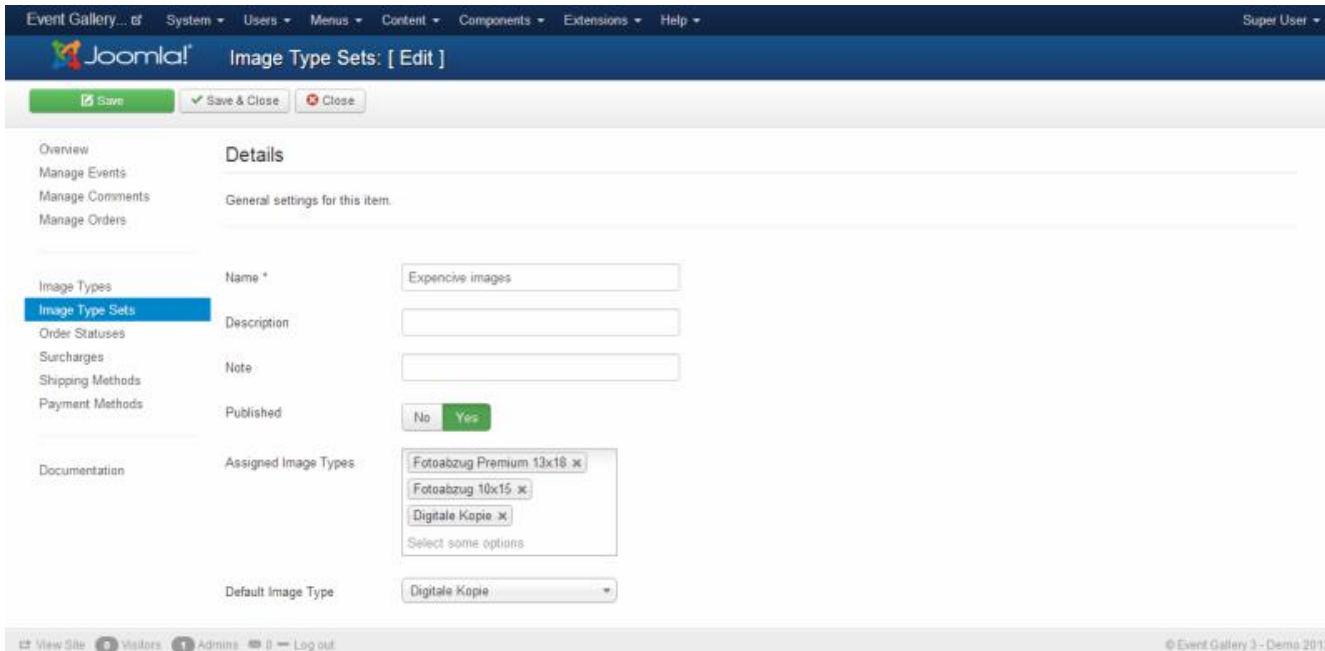 Event Gallery... System Users Menus Content Components Extensions Help Super User
Joomla! Image Type Sets: [ Edit ]
Save Save & Close Close
Overview
Manage Events
Manage Comments
Manage Orders
Image Types
Image Type Sets
Order Statuses
Surcharges
Shipping Methods
Payment Methods
Documentation
Details
General settings for this item.
Name * Expencive images
Description
Note
Published No Yes
Assigned Image Types Fotoabzug Premium 13x18
Fotoabzug 10x15
Digitale Kopie
Select some options
Default Image Type Digitale Kopie
View Site 0 Visitors 1 Admins 0 Log out © Event Gallery 3 - Demo 201